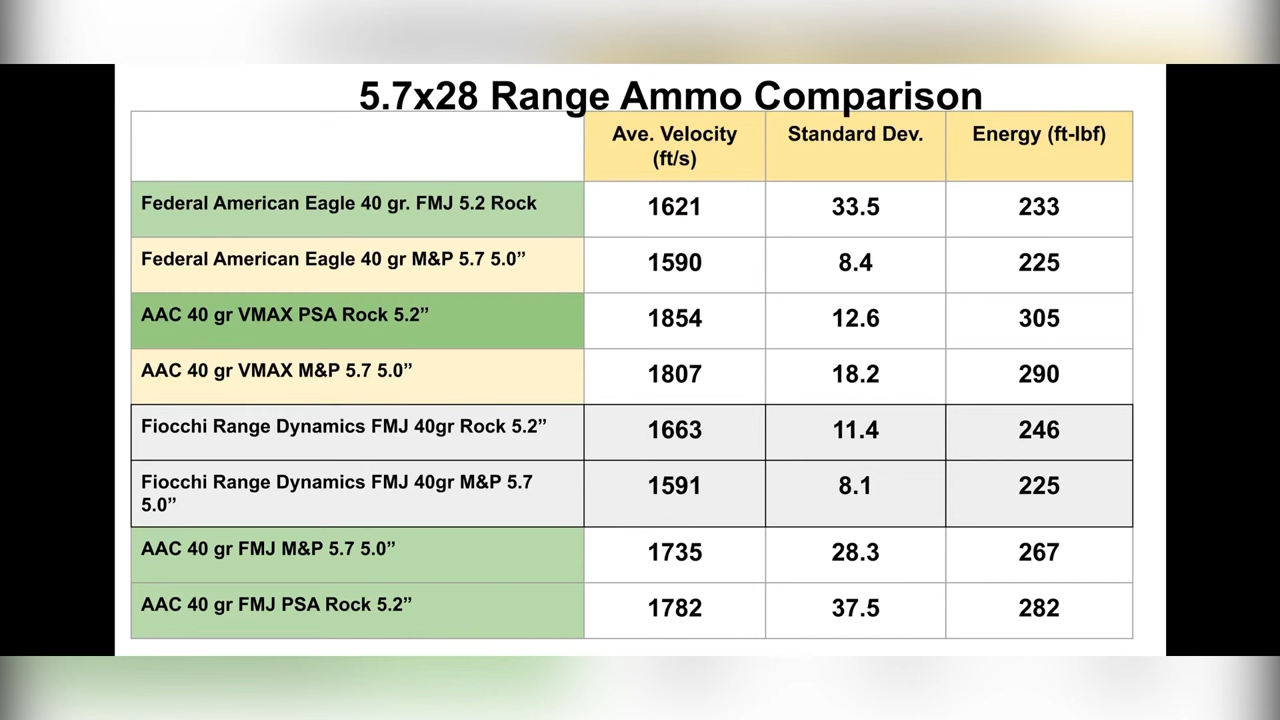 5.7x28 Range Ammo Comparison
Ave. Velocity (ft/s) Standard Dev. Energy (ft-lbf)
Federal American Eagle 40 gr. FMJ 5.2 Rock 1621 33.5 233
Federal American Eagle 40 gr M&P 5.7 5.0” 1590 8.4 225
AAC 40 gr VMAX PSA Rock 5.2” 1854 12.6 305
AAC 40 gr VMAX M&P 5.7 5.0” 1807 18.2 290
Fiocchi Range Dynamics FMJ 40gr Rock 5.2” 1663 11.4 246
Fiocchi Range Dynamics FMJ 40gr M&P 5.7 5.0” 1591 8.1 225
AAC 40 gr FMJ M&P 5.7 5.0” 1735 28.3 267
AAC 40 gr FMJ PSA Rock 5.2” 1782 37.5 282